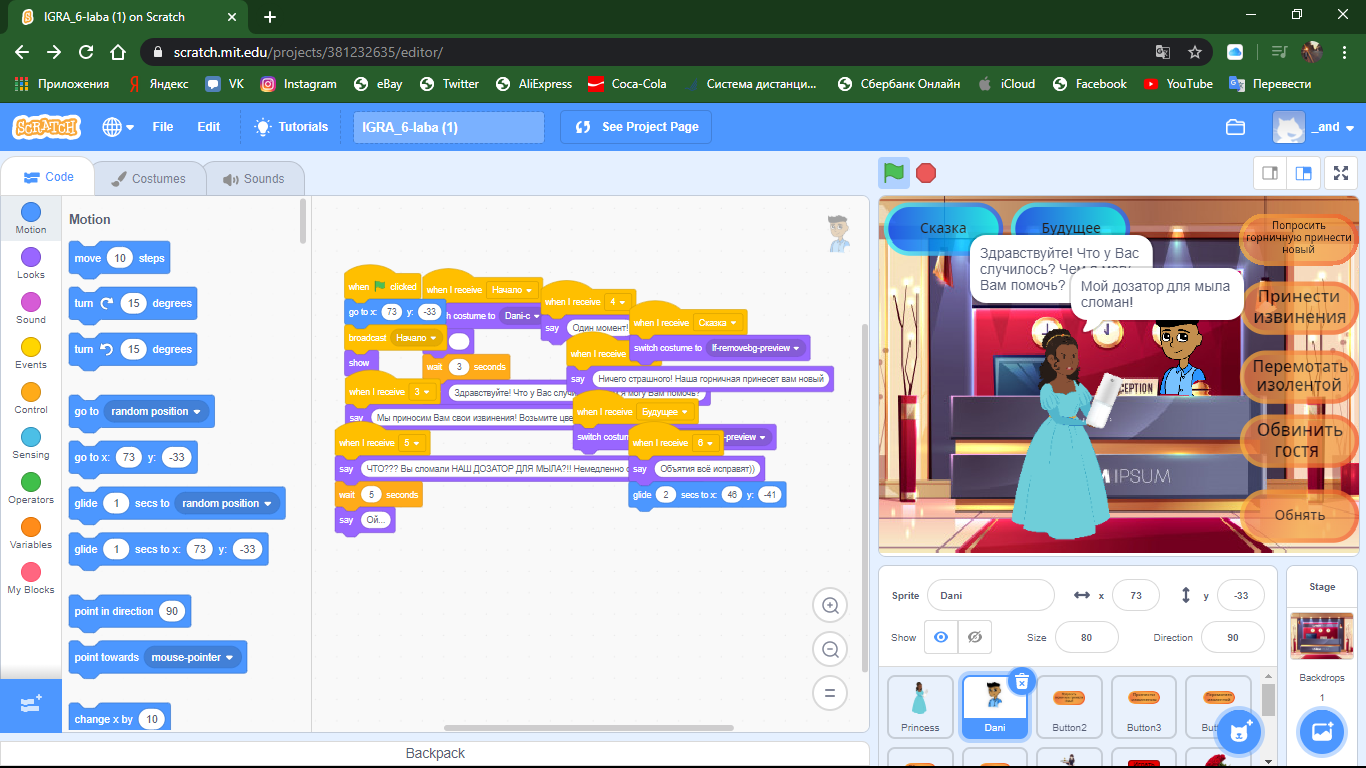 IGRA_6-laba (1) on Scratch
scratch.mit.edu/projects/381232635/editor/
Приложения
Яндекс
VK
Instagram
eBay
Twitter
AliExpress
Coca-Cola
Система дистанци...
Сбербанк Онлайн
iCloud
Facebook
YouTube
Перевести
SCRATCH
File
Edit
Tutorials
IGRA_6-laba (1)
See Project Page
_and
Code
Costumes
Sounds
Motion
Looks
Sound
Events
Control
Sensing
Operators
Variables
My Blocks
Motion
move 10 steps
turn 15 degrees
turn 15 degrees
go to random position
go to x: 73 y: -33
glide 1 secs to random position
glide 1 secs to x: 73 y: -33
point in direction 90
point towards mouse-pointer
change x by 10
when clicked
go to x: 73 y: -33
broadcast Начало
show
when I receive Начало
h costume to Dani-c
wait 3 seconds
Здравствуйте! Что у Вас случи
я могу Вам помочь?
when I receive 4
say Один момент!
when I receive Сказка
switch costume to lf-removebg-preview
when I receive
say Ничего страшного! Наша горничная принесет вам новый
when I receive 3
say Мы приносим Вам свои извинения! Возьмите цве
when I receive Будущее
switch costum
-preview
when I receive 5
say ЧТО??? Вы сломали НАШ ДОЗАТОР ДЛЯ МЫЛА?!! Немедленно
wait 5 seconds
say Ой...
when I receive 6
say Объятия всё исправят))
glide 2 secs to x: 46 y: -41
Backpack
Сказка
Будущее
Попросить
горничную принести
новый
Здравствуйте! Что у Вас
случилось? Чем я могу
Вам помочь?
Мой дозатор для мыла
сломан!
Принести
извинения
Перемотать
изолентой
Обвинить
гостя
Обнять
CEPTION
M IPSUM
Sprite Dani x 73 y -33
Show Size 80 Direction 90
Princess
Dani
Button2
Button3
Stage
Backdrops
1